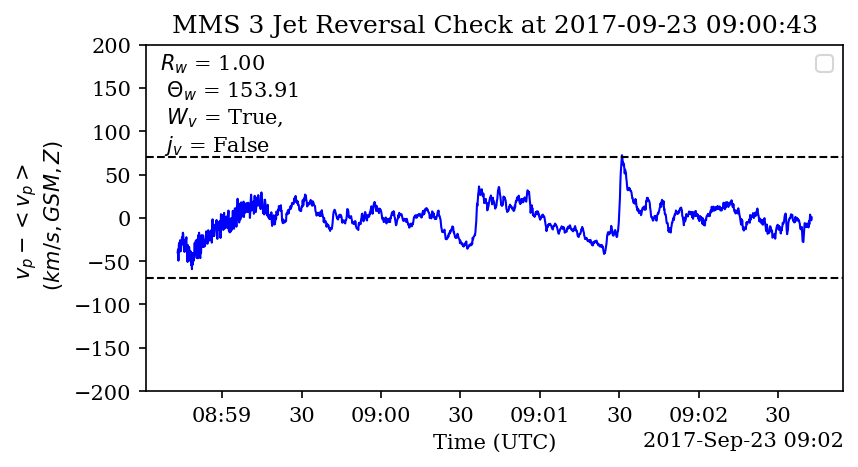 MMS 3 Jet Reversal Check at 2017-09-23 09:00:43
200
150
100
50
0
−50
−100
−150
−200
v_p − < v_p >
(km/s, GSM, Z)
R_w = 1.00
Θ_w = 153.91
W_v = True,
j_v = False
08:59 30 09:00 30 09:01 30 09:02 30
Time (UTC)
2017-Sep-23 09:02